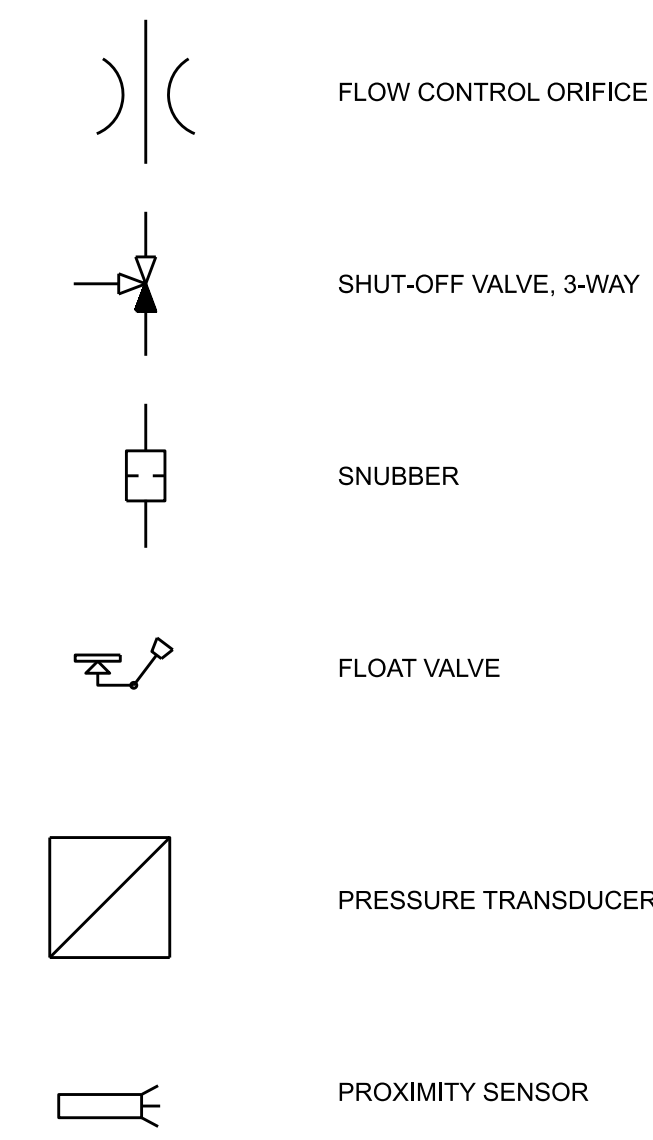 FLOW CONTROL ORIFICE
SHUT-OFF VALVE, 3-WAY
SNUBBER
FLOAT VALVE
PRESSURE TRANSDUCER
PROXIMITY SENSOR